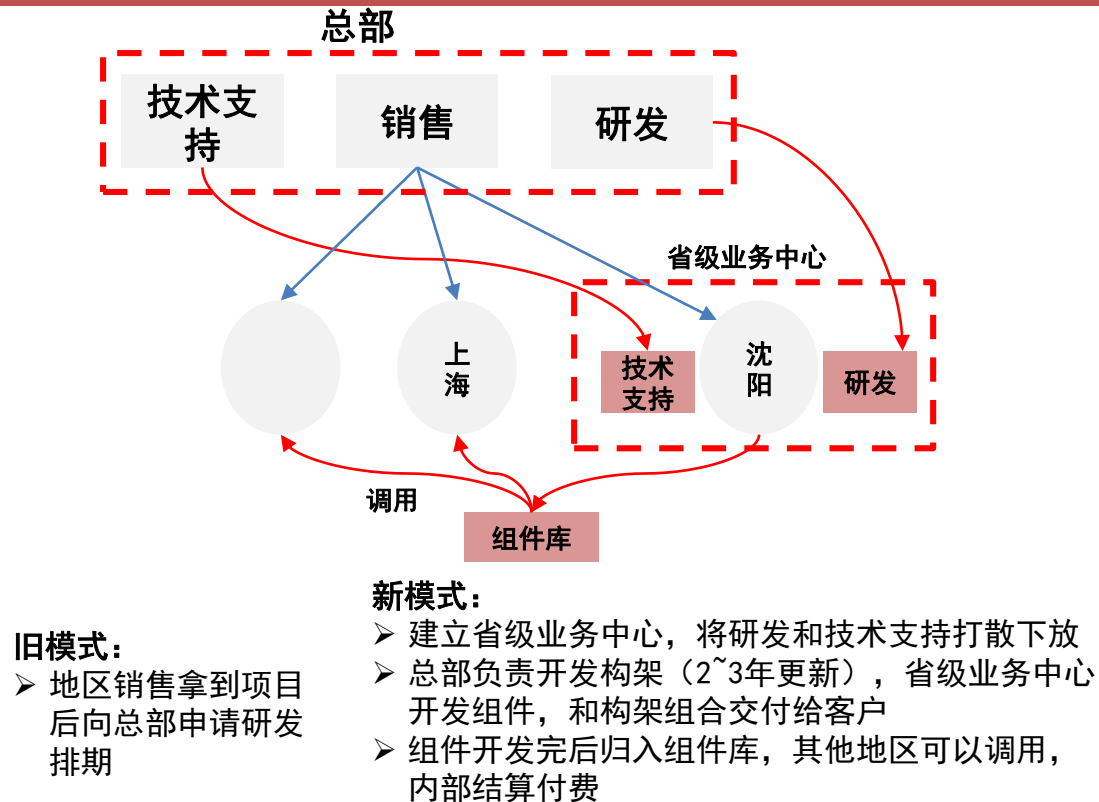 总部
技术支
持
销售
研发
省级业务中心
上
海
技术
支持
沈
阳
研发
调用
组件库
旧模式：
➢ 地区销售拿到项目
后向总部申请研发
排期
新模式：
➢ 建立省级业务中心，将研发和技术支持打散下放
➢ 总部负责开发构架（2~3年更新），省级业务中心
开发组件，和构架组合交付给客户
➢ 组件开发完后归入组件库，其他地区可以调用，
内部结算付费